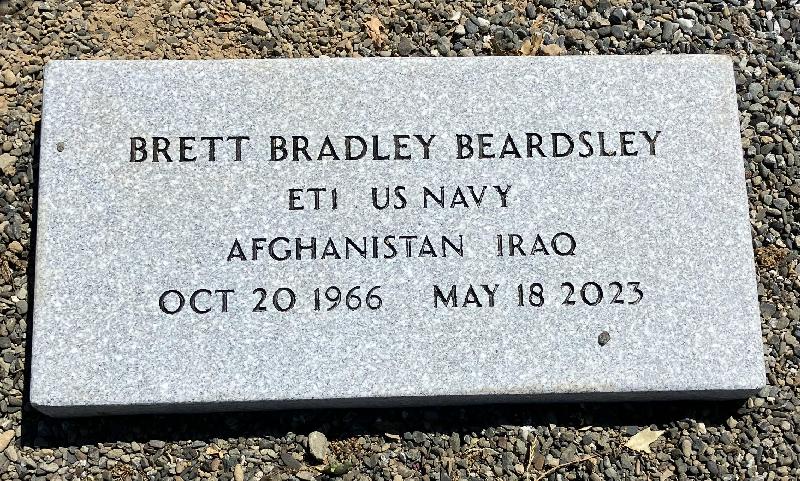 BRETT BRADLEY BEARDSLEY
ET1 US NAVY
AFGHANISTAN IRAQ
OCT 20 1966 MAY 18 2023